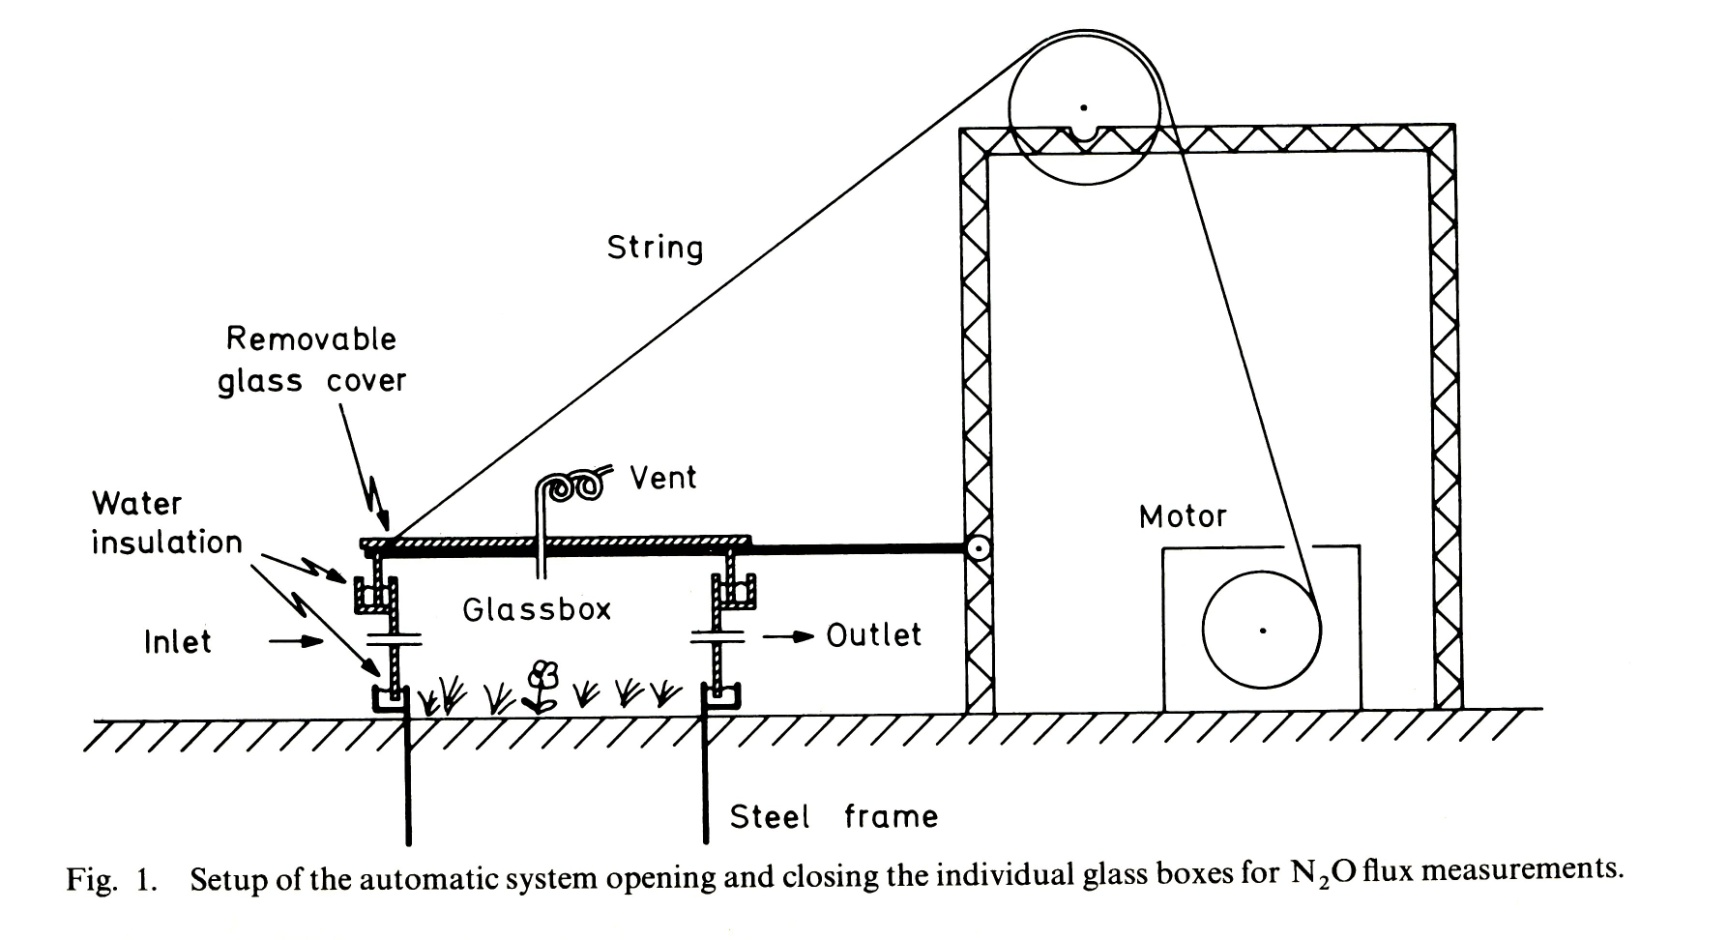 String
Removable
glass cover
Vent
Water
insulation
Motor
Glassbox
Inlet
Outlet
Steel frame
Fig. 1. Setup of the automatic system opening and closing the individual glass boxes for N₂O flux measurements.